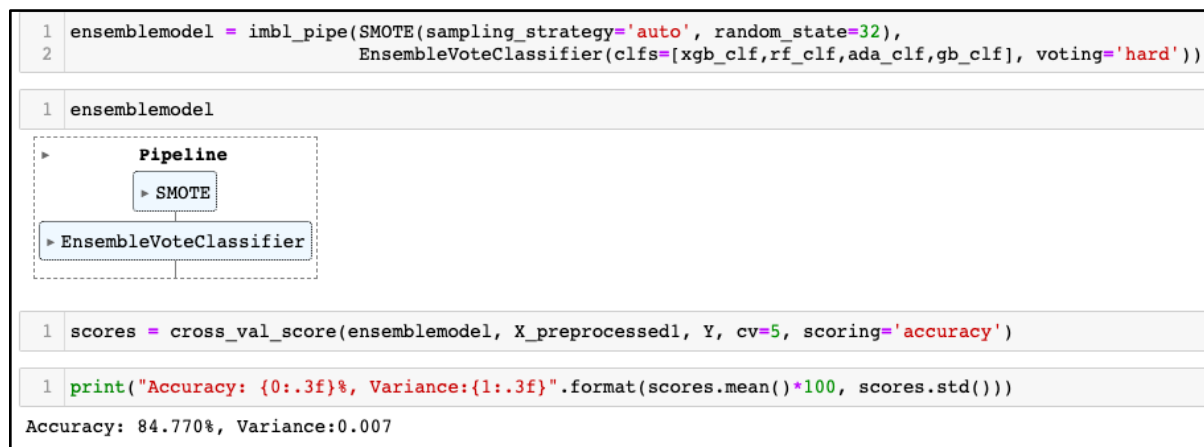 1 ensemblemodel = imbl_pipe(SMOTE(sampling_strategy='auto', random_state=32),
2 EnsembleVoteClassifier(clfs=[xgb_clf,rf_clf,ada_clf,gb_clf], voting='hard'))
1 ensemblemodel
Pipeline
SMOTE
EnsembleVoteClassifier
1 scores = cross_val_score(ensemblemodel, X_preprocessed1, Y, cv=5, scoring='accuracy')
1 print("Accuracy: {0:.3f}%, Variance:{1:.3f}".format(scores.mean()*100, scores.std()))
Accuracy: 84.770%, Variance:0.007